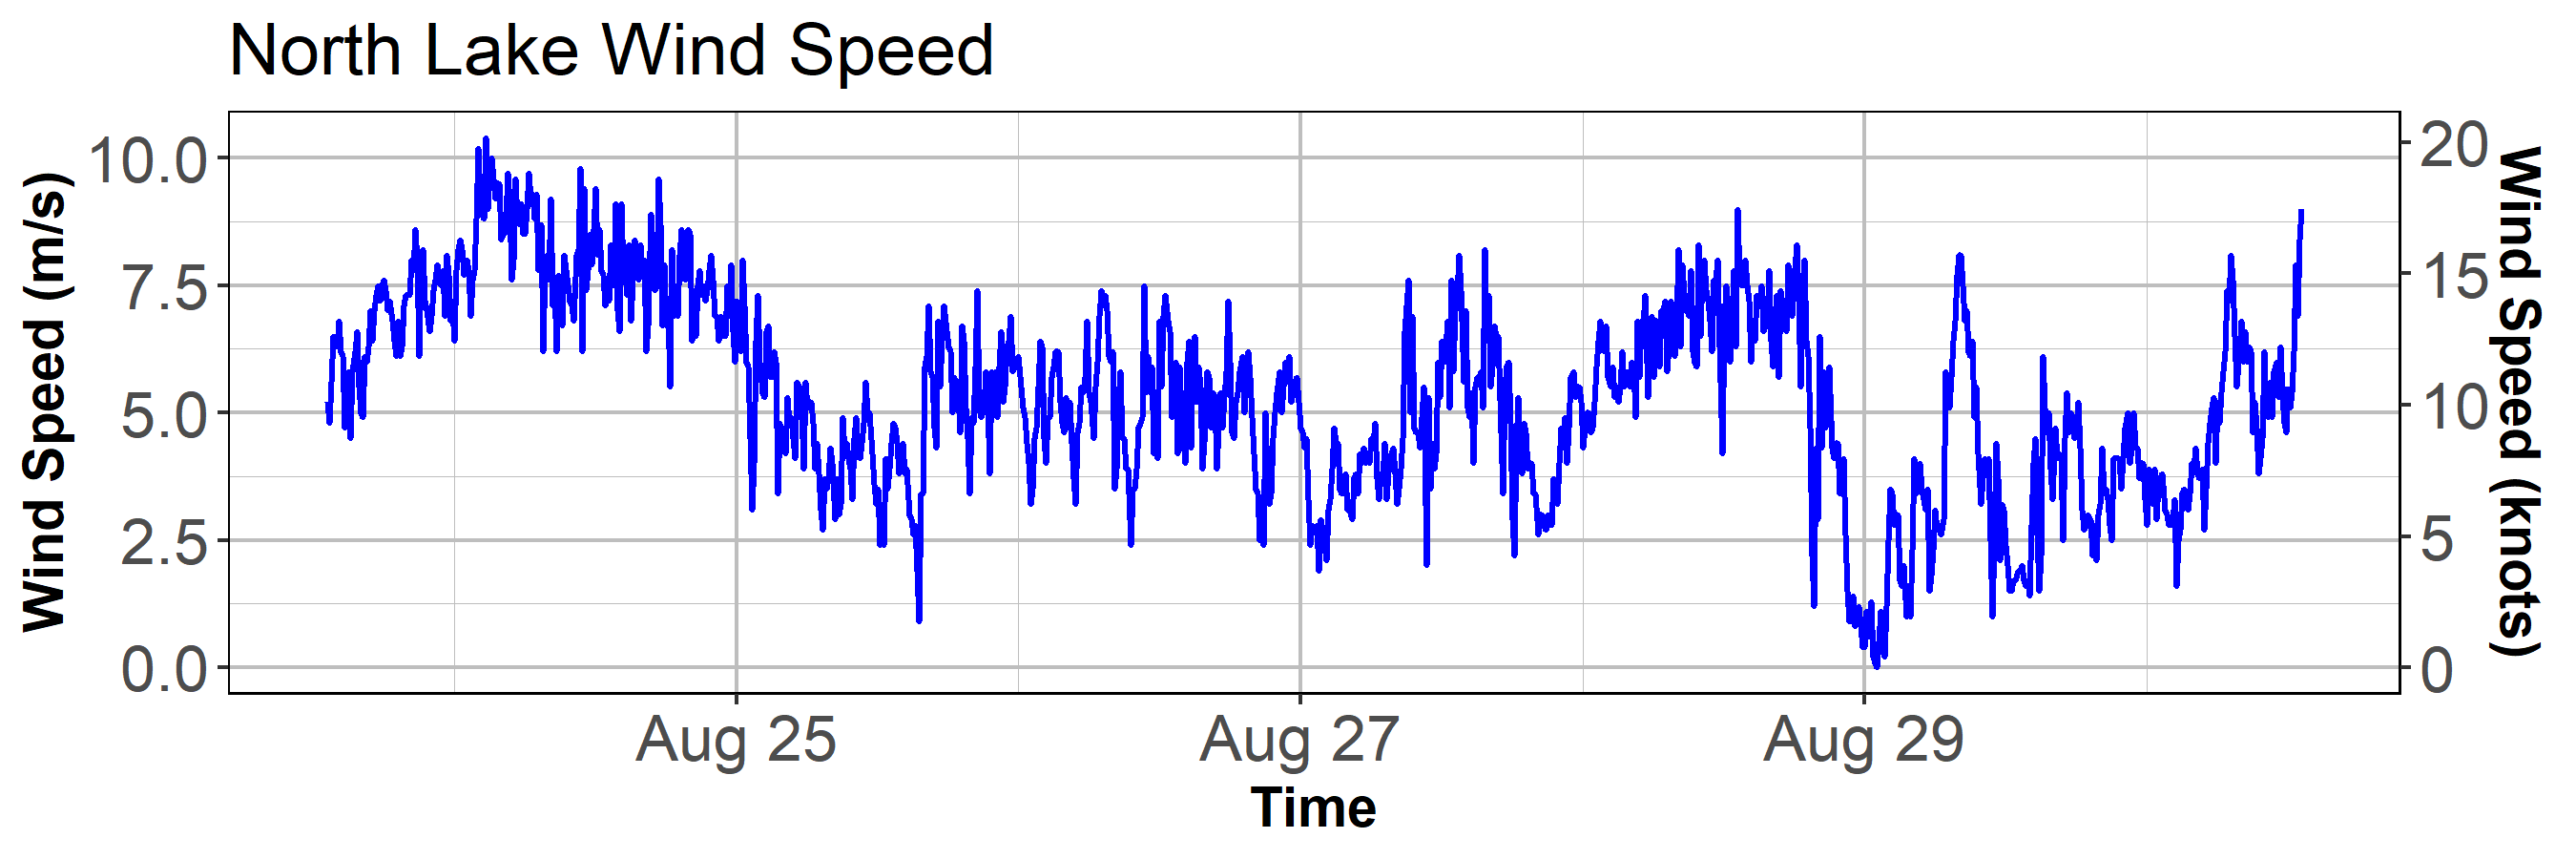 North Lake Wind Speed
Wind Speed (m/s)
10.0
7.5
5.0
2.5
0.0
20
15
10
5
0
Wind Speed (knots)
Aug 25
Aug 27
Aug 29
Time